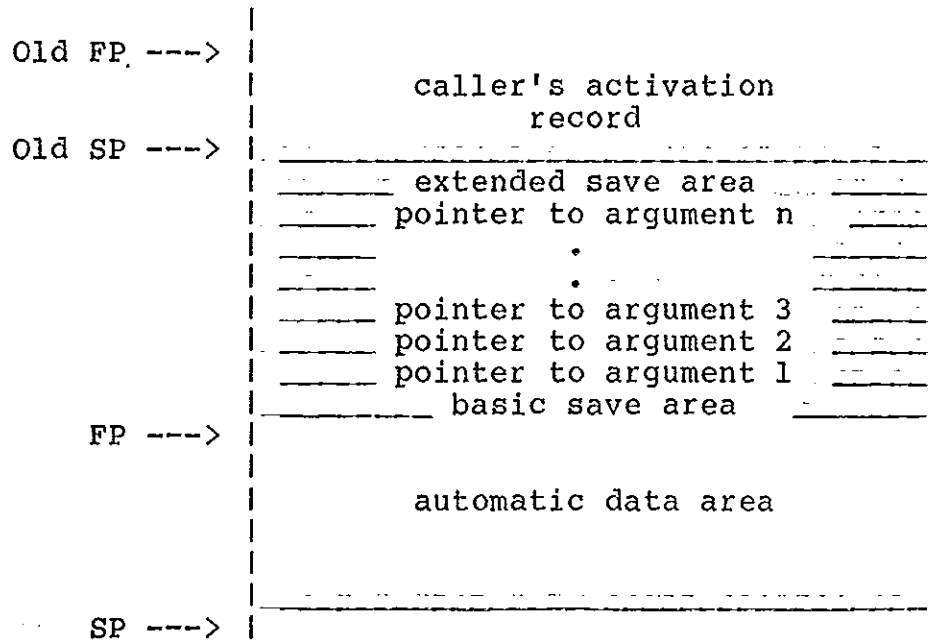 Old FP --->
caller's activation
record
Old SP --->
extended save area
pointer to argument n
.
.
pointer to argument 3
pointer to argument 2
pointer to argument 1
basic save area
FP --->
automatic data area
SP --->